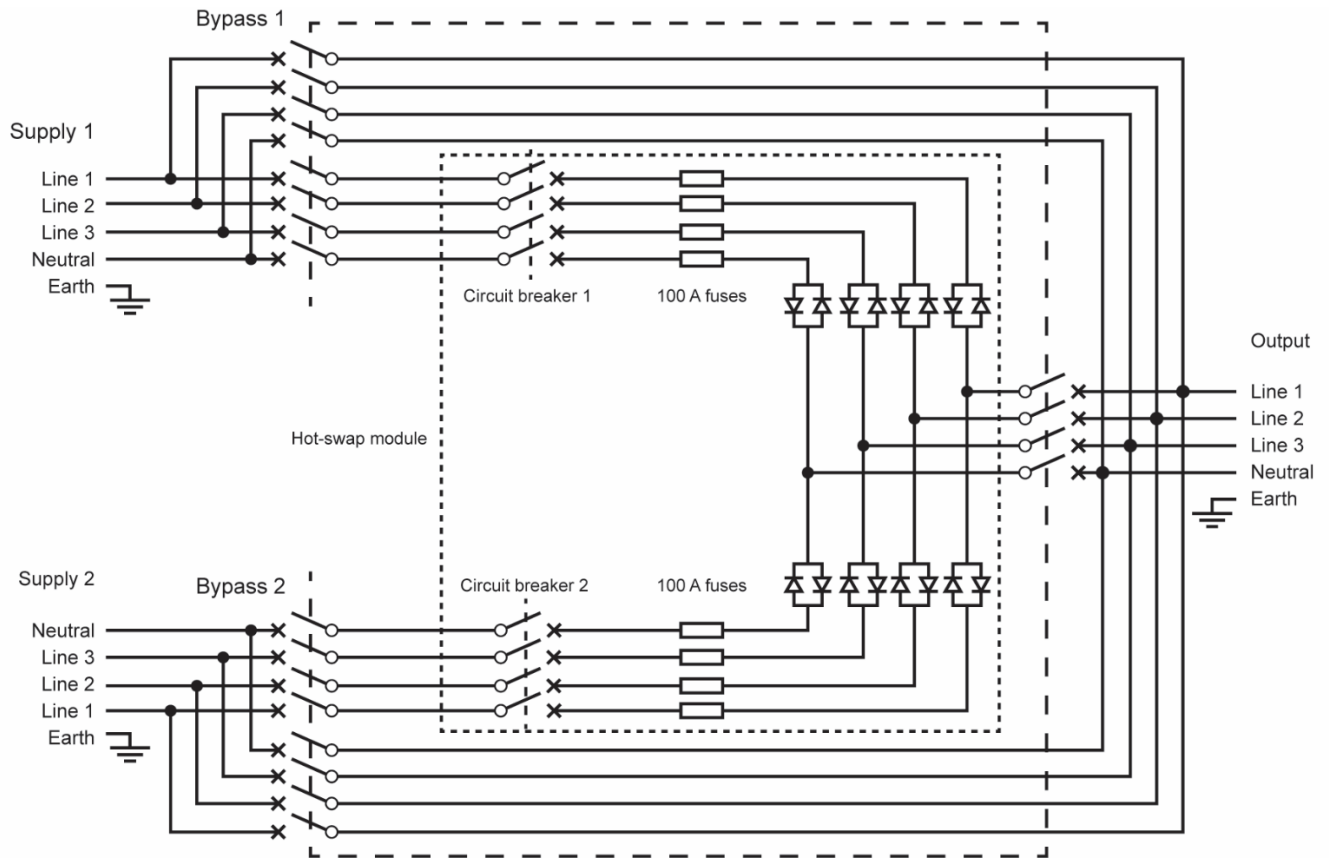 Bypass 1
Supply 1
Line 1
Line 2
Line 3
Neutral
Earth
Circuit breaker 1
100 A fuses
Output
Line 1
Line 2
Line 3
Neutral
Earth
Hot-swap module
Supply 2
Bypass 2
Circuit breaker 2
100 A fuses
Neutral
Line 3
Line 2
Line 1
Earth